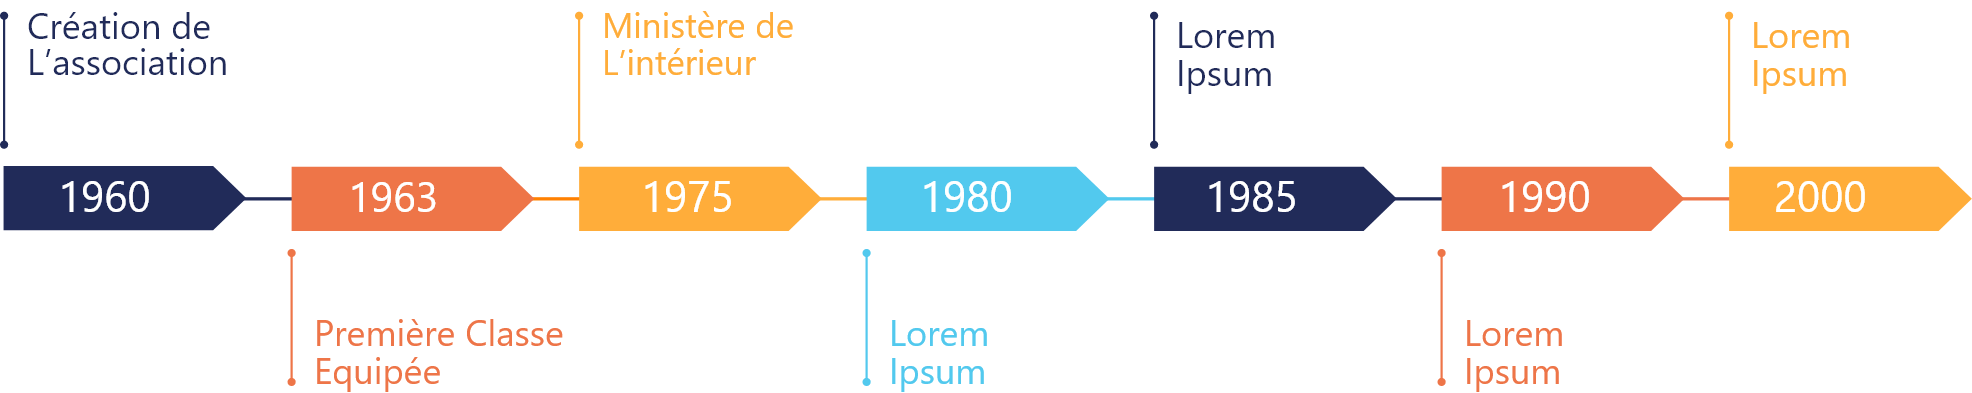 Création de
L’association
Ministère de
L’intérieur
Lorem
Ipsum
Lorem
Ipsum
1960
1963
1975
1980
1985
1990
2000
Première Classe
Equipée
Lorem
Ipsum
Lorem
Ipsum